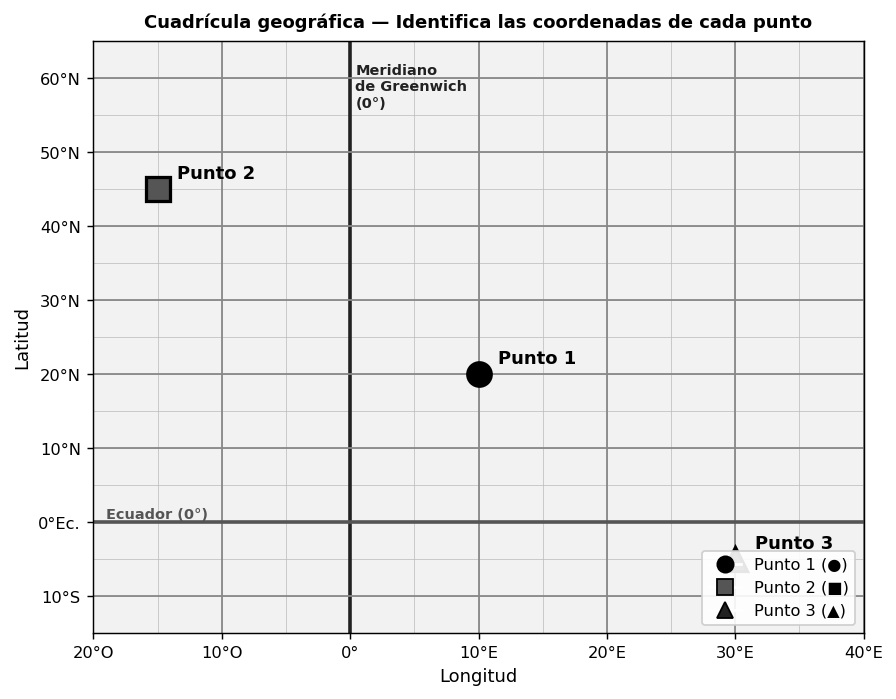 Cuadrícula geográfica — Identifica las coordenadas de cada punto
60°N
50°N
40°N
30°N
20°N
10°N
0°Ec.
10°S
Latitud
Meridiano
de Greenwich
(0°)
Punto 2
Punto 1
Ecuador (0°)
Punto 3
Punto 1 (●)
Punto 2 (■)
Punto 3 (▲)
20°O
10°O
0°
10°E
20°E
30°E
40°E
Longitud